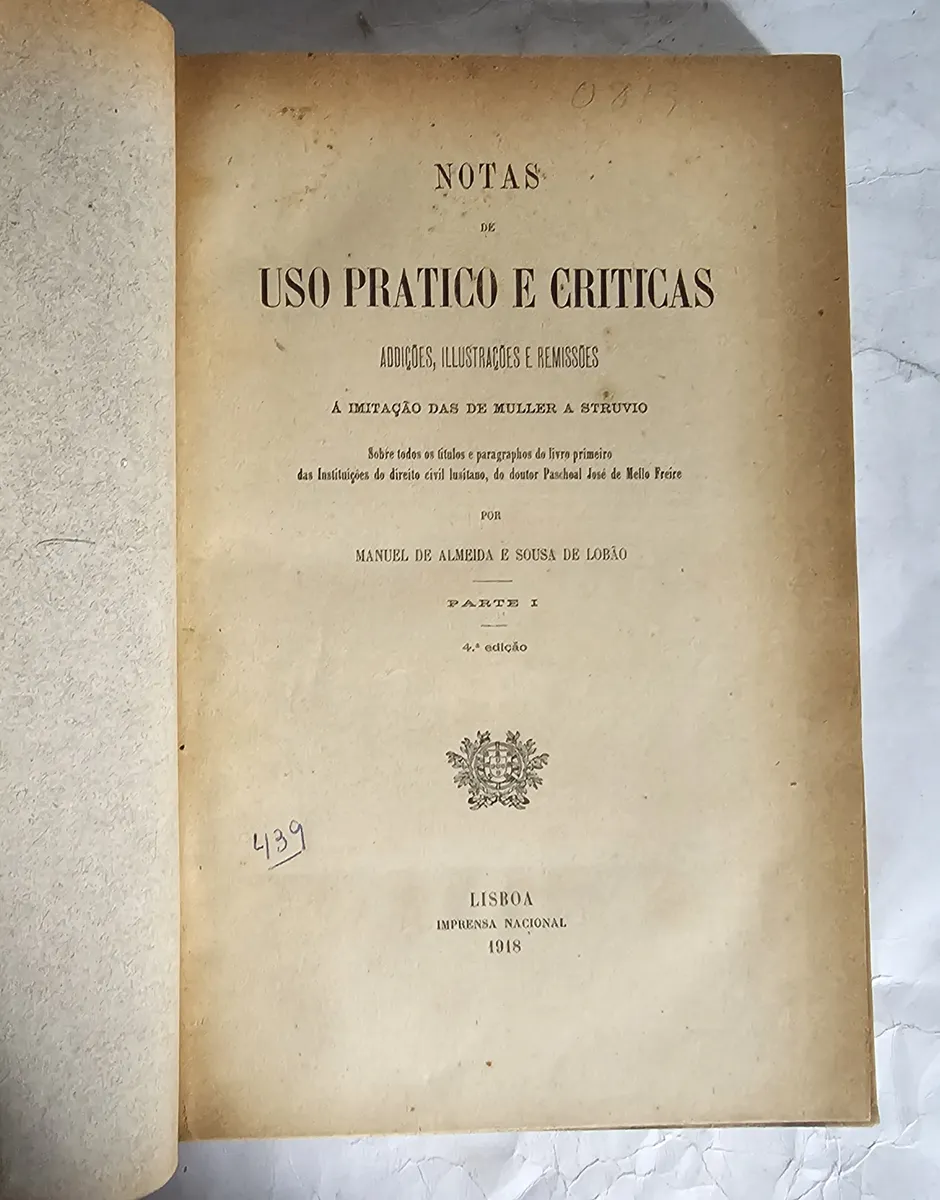 0813
NOTAS
DE
USO PRATICO E CRITICAS
ADDIÇÕES, ILLUSTRAÇÕES E REMISSÕES
Á IMITAÇÃO DAS DE MULLER A STRUVIO
Sobre todos os titulos e paragraphos do livro primeiro
das Instituições do direito civil lusitano, do doutor Paschoal José de Mello Freire
POR
MANUEL DE ALMEIDA E SOUSA DE LOBÃO
PARTE I
4.ª edição
439
LISBOA
IMPRENSA NACIONAL
1918